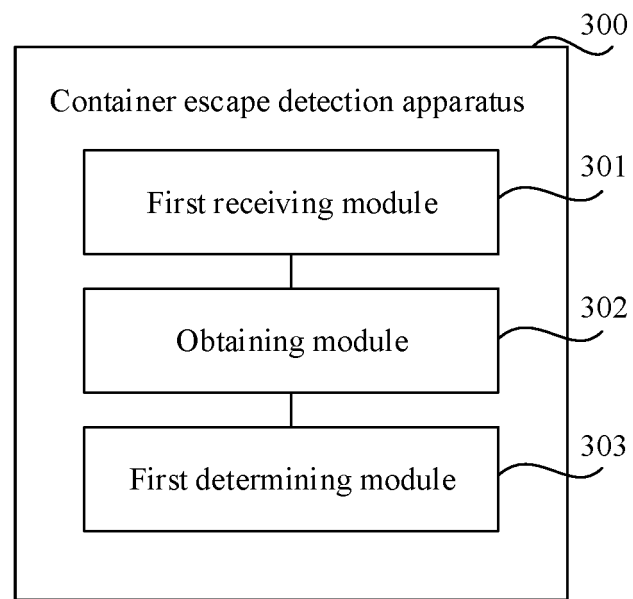 300
Container escape detection apparatus
301
First receiving module
302
Obtaining module
303
First determining module